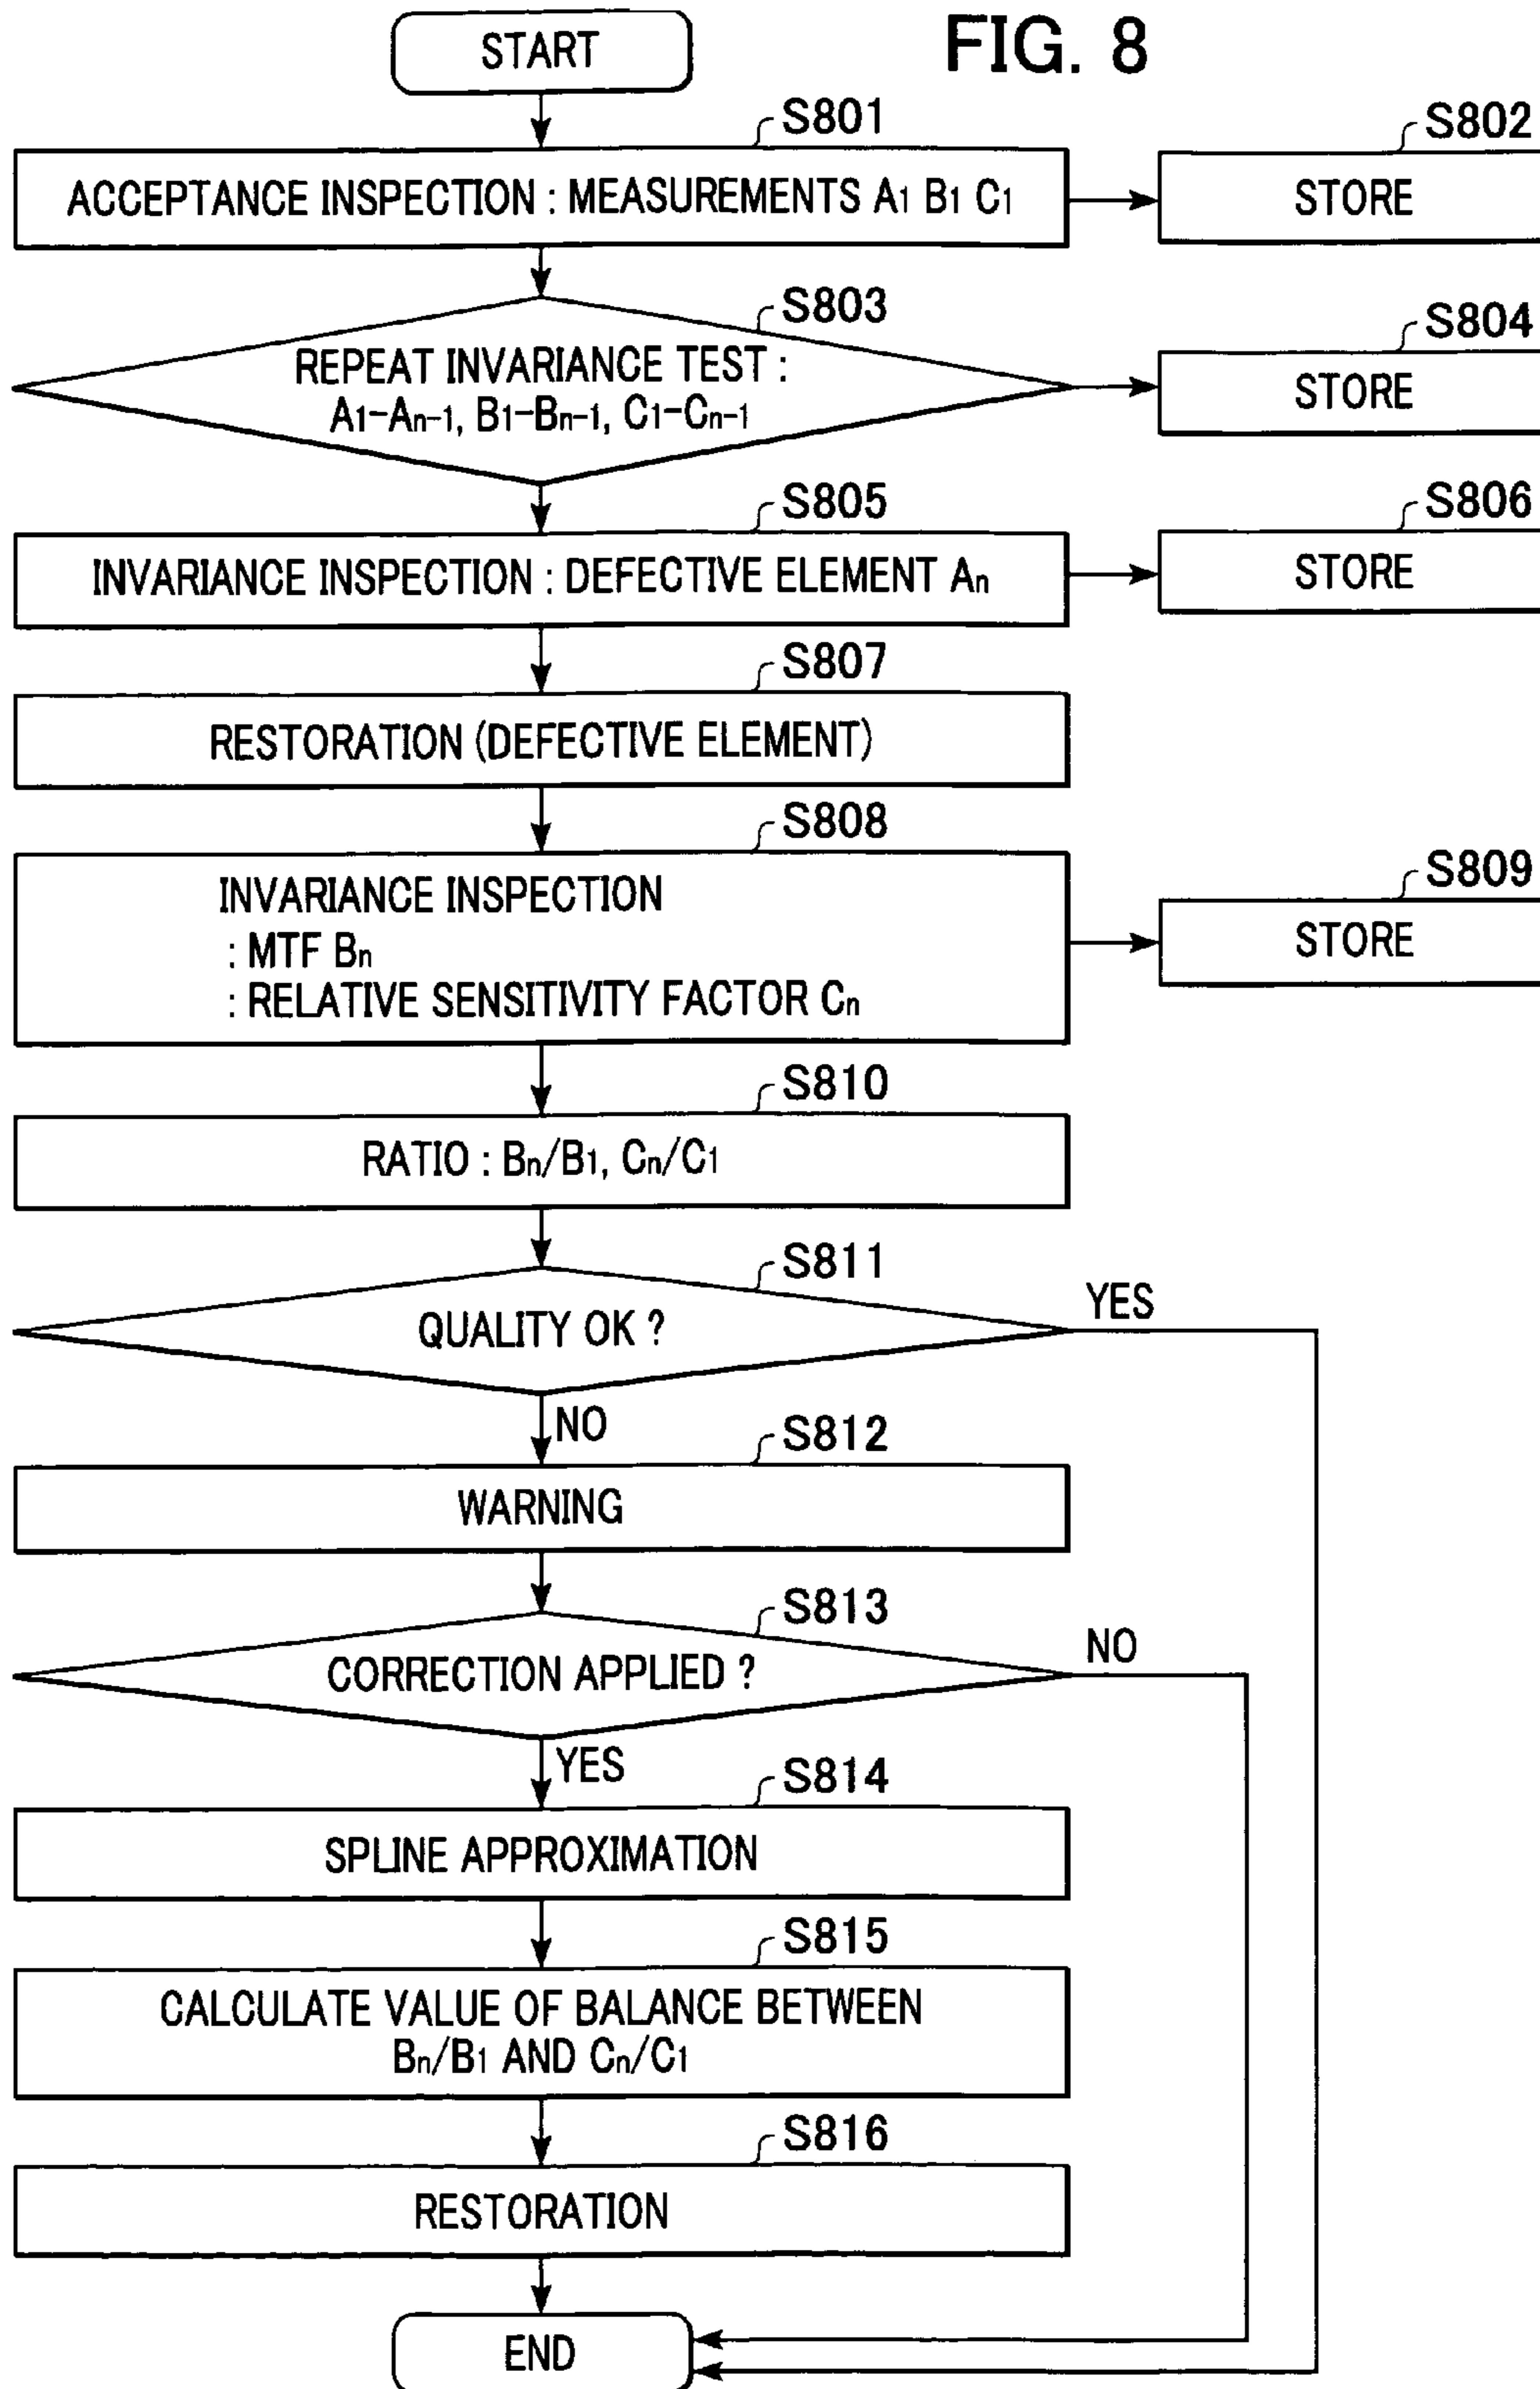 FIG. 8
START
S801
ACCEPTANCE INSPECTION : MEASUREMENTS A1 B1 C1
S802
STORE
S803
REPEAT INVARIANCE TEST :
A1-An-1, B1-Bn-1, C1-Cn-1
S804
STORE
S805
INVARIANCE INSPECTION : DEFECTIVE ELEMENT An
S806
STORE
S807
RESTORATION (DEFECTIVE ELEMENT)
S808
INVARIANCE INSPECTION
: MTF Bn
: RELATIVE SENSITIVITY FACTOR Cn
S809
STORE
S810
RATIO : Bn/B1, Cn/C1
S811
QUALITY OK ?
YES
NO
S812
WARNING
S813
CORRECTION APPLIED ?
NO
YES
S814
SPLINE APPROXIMATION
S815
CALCULATE VALUE OF BALANCE BETWEEN
Bn/B1 AND Cn/C1
S816
RESTORATION
END